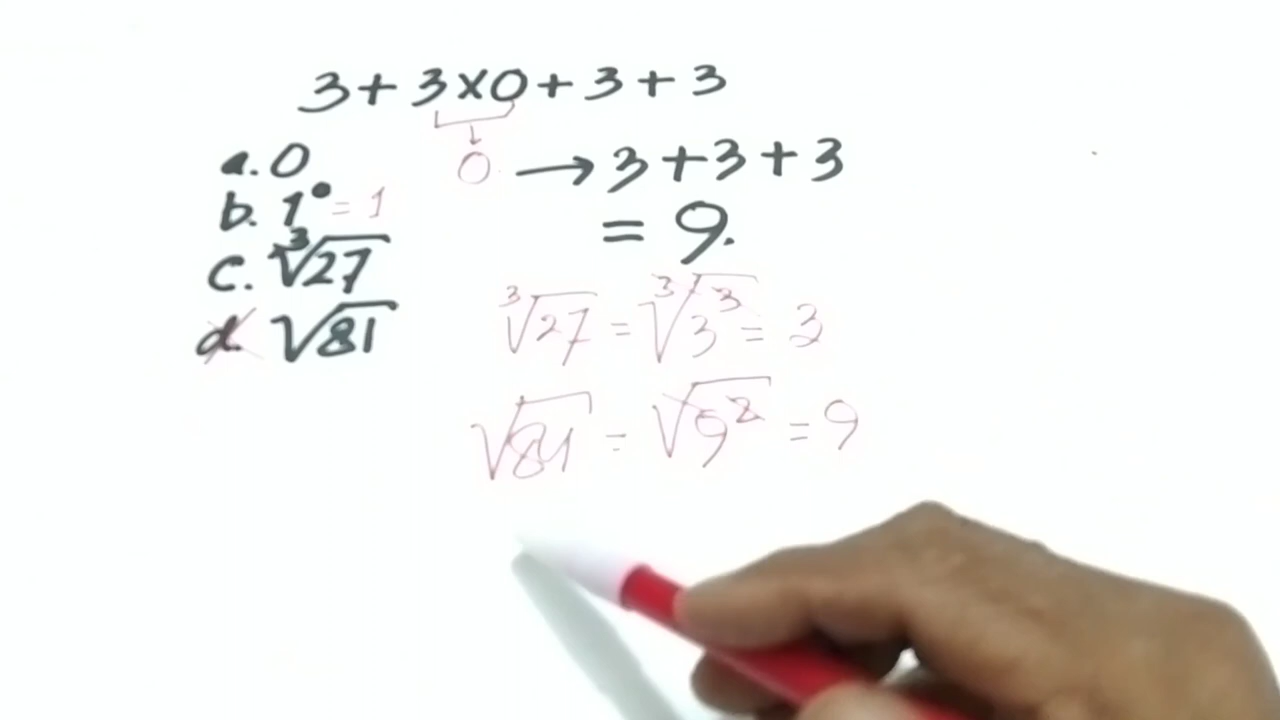 3 + 3 × 0 + 3 + 3
0 → 3 + 3 + 3
= 9.
a. 0
b. 1⁰ = 1
c. ∛27
d. √81
∛27 = ∛3³ = 3
√81 = √9² = 9